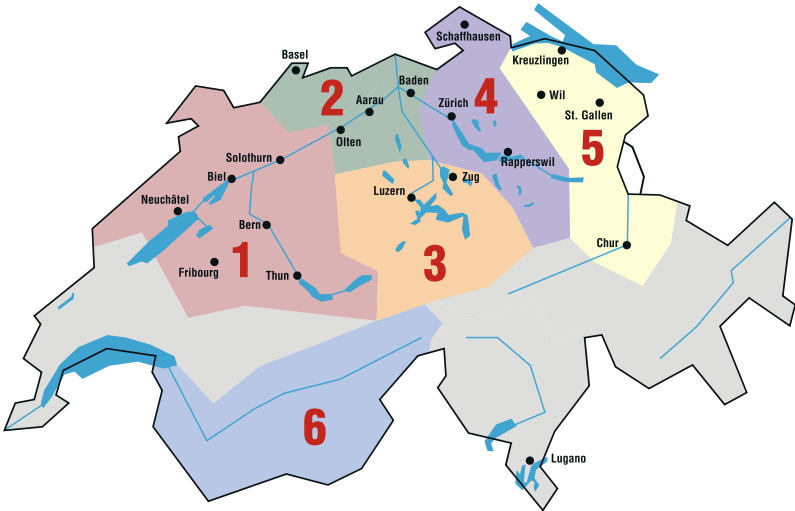 Schaffhausen
Basel
Kreuzlingen
Baden
2
4
Aarau
Zürich
Wil
St. Gallen
Olten
5
Solothurn
Rapperswil
Biel
Zug
Luzern
Neuchâtel
Bern
Chur
1
3
Fribourg
Thun
6
Lugano